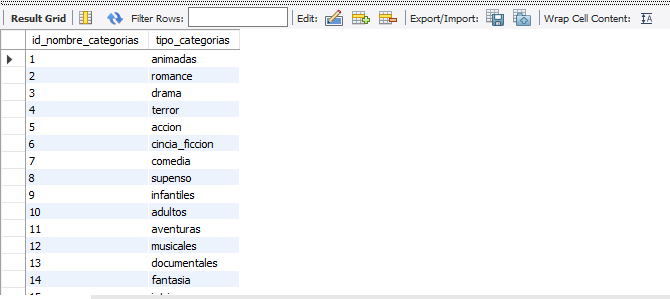 Result Grid Filter Rows: Edit: Export/Import: Wrap Cell Content:
id_nombre_categorias tipo_categorias
1 animadas
2 romance
3 drama
4 terror
5 accion
6 cincia_ficcion
7 comedia
8 supenso
9 infantiles
10 adultos
11 aventuras
12 musicales
13 documentales
14 fantasia